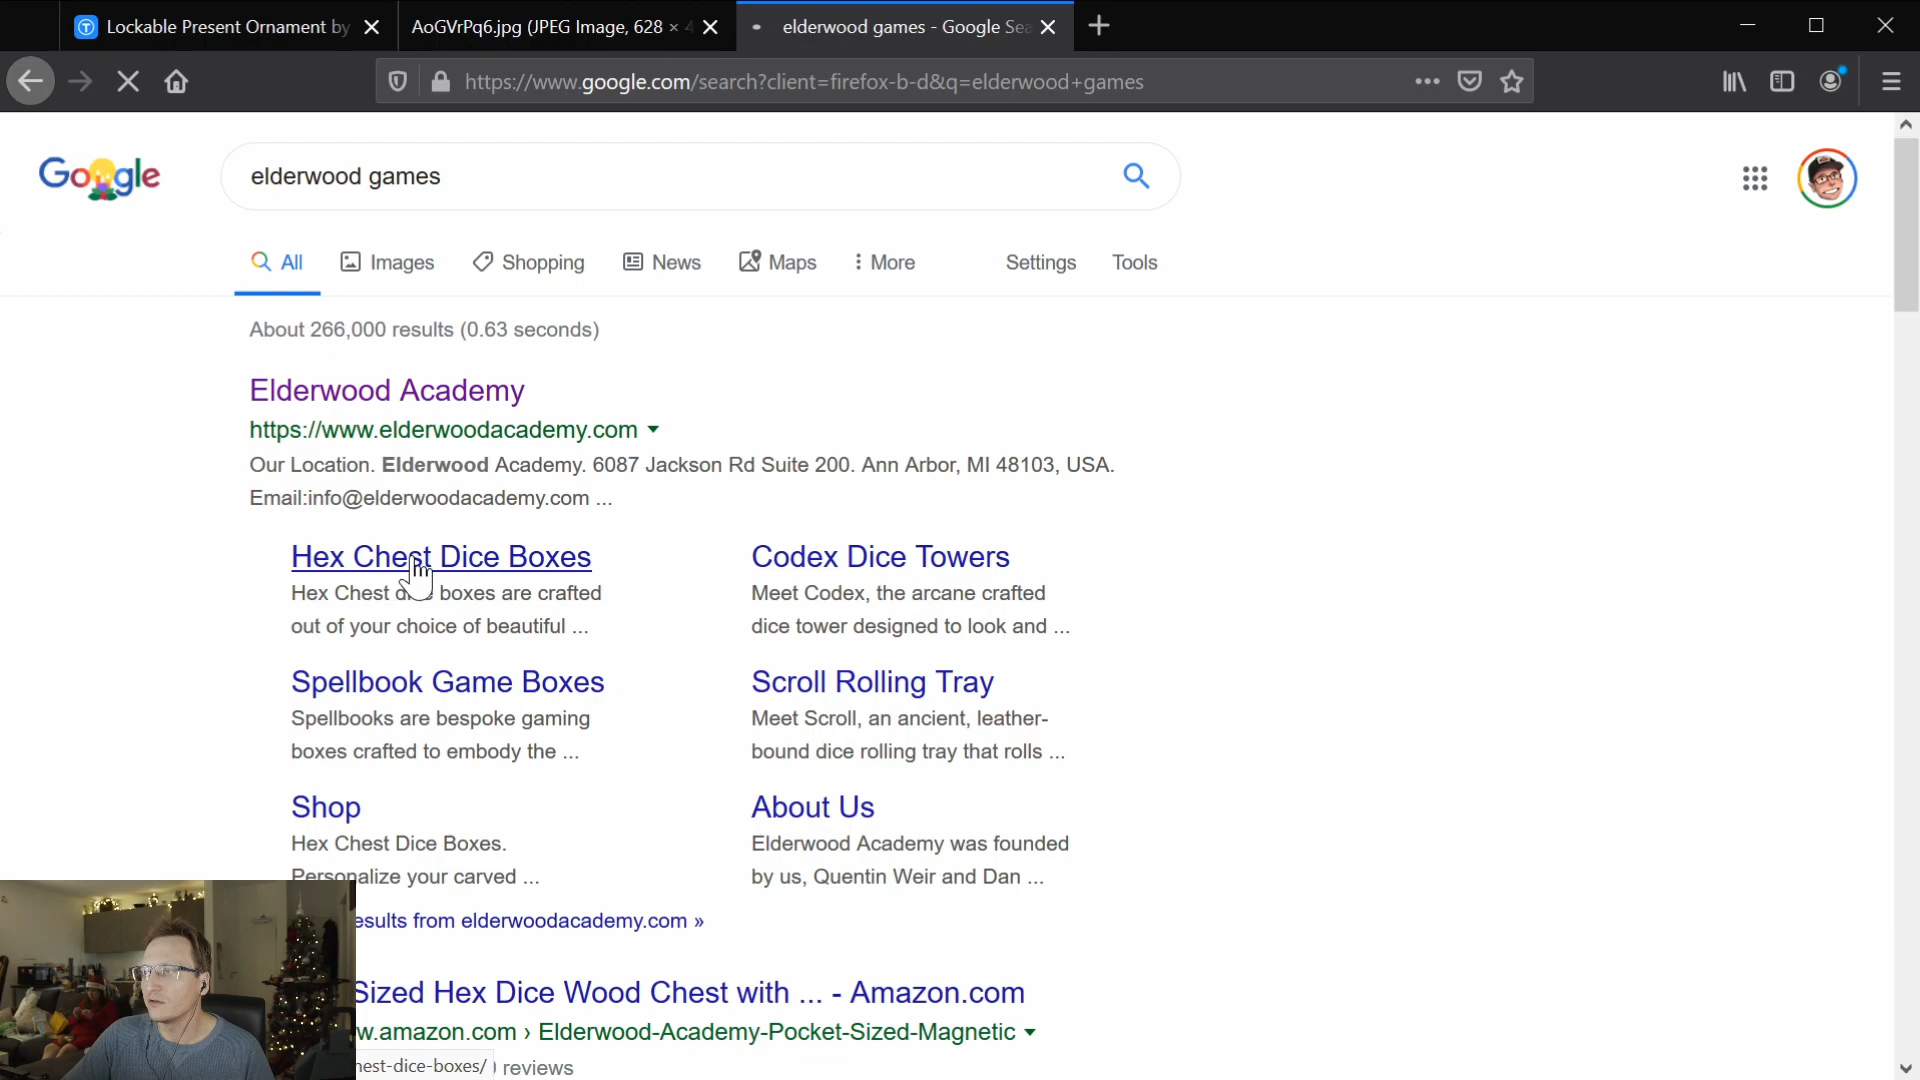 Lockable Present Ornament by
AoGVrPq6.jpg (JPEG Image, 628 ×
elderwood games - Google Sea
https://www.google.com/search?client=firefox-b-d&q=elderwood+games
Google
elderwood games
All
Images
Shopping
News
Maps
More
Settings
Tools
About 266,000 results (0.63 seconds)
Elderwood Academy
https://www.elderwoodacademy.com
Our Location. Elderwood Academy. 6087 Jackson Rd Suite 200. Ann Arbor, MI 48103, USA.
Email:info@elderwoodacademy.com ...
Hex Chest Dice Boxes
Hex Chest boxes are crafted
out of your choice of beautiful ...
Codex Dice Towers
Meet Codex, the arcane crafted
dice tower designed to look and ...
Spellbook Game Boxes
Spellbooks are bespoke gaming
boxes crafted to embody the ...
Scroll Rolling Tray
Meet Scroll, an ancient, leather-
bound dice rolling tray that rolls ...
Shop
Hex Chest Dice Boxes.
Personalize your carved ...
About Us
Elderwood Academy was founded
by us, Quentin Weir and Dan ...
esults from elderwoodacademy.com »
Sized Hex Dice Wood Chest with ... - Amazon.com
w.amazon.com › Elderwood-Academy-Pocket-Sized-Magnetic
nest-dice-boxes/
reviews